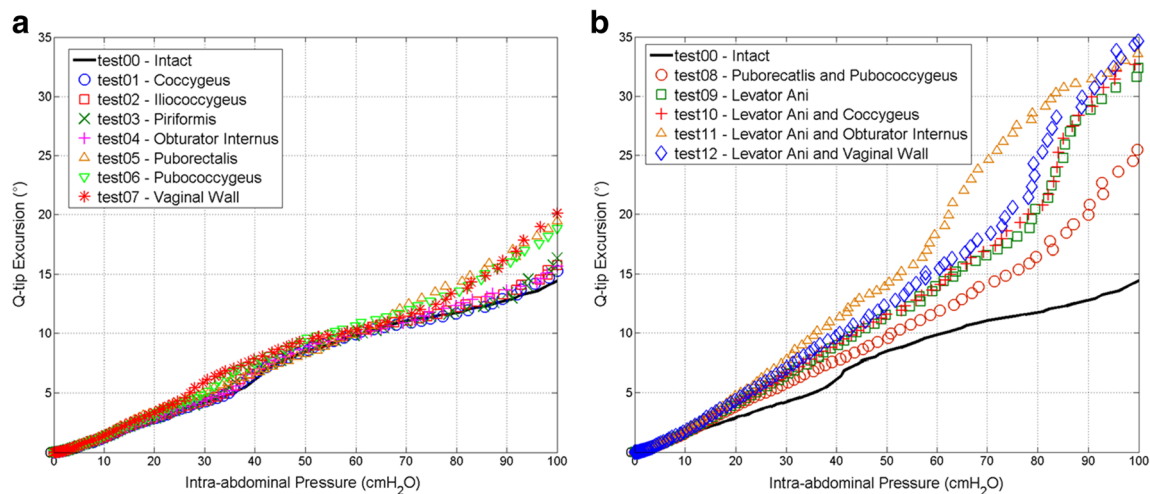 a
35
30
25
20
15
10
5
0
10
20
30
40
50
60
70
80
90
100
Q-tip Excursion (°)
Intra-abdominal Pressure (cmH2O)
test00 - Intact
test01 - Coccygeus
test02 - Iliococcygeus
test03 - Piriformis
test04 - Obturator Internus
test05 - Puborectalis
test06 - Pubococcygeus
test07 - Vaginal Wall
b
35
30
25
20
15
10
5
0
0
10
20
30
40
50
60
70
80
90
100
Q-tip Excursion (°)
Intra-abdominal Pressure (cmH2O)
test00 - Intact
test08 - Puborecatlis and Pubococcygeus
test09 - Levator Ani
test10 - Levator Ani and Coccygeus
test11 - Levator Ani and Obturator Internus
test12 - Levator Ani and Vaginal Wall